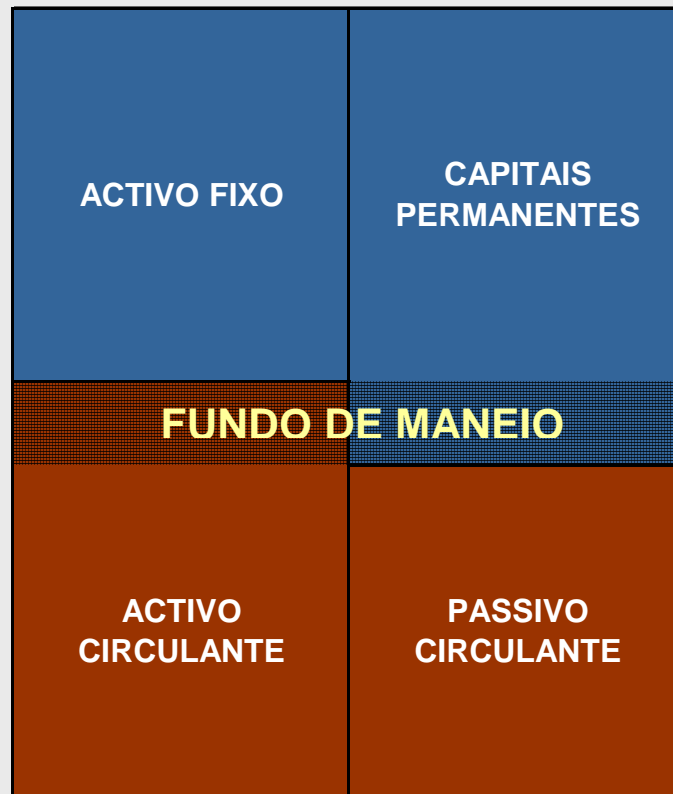 ACTIVO FIXO
CAPITAIS
PERMANENTES
FUNDO DE MANEIO
ACTIVO
CIRCULANTE
PASSIVO
CIRCULANTE